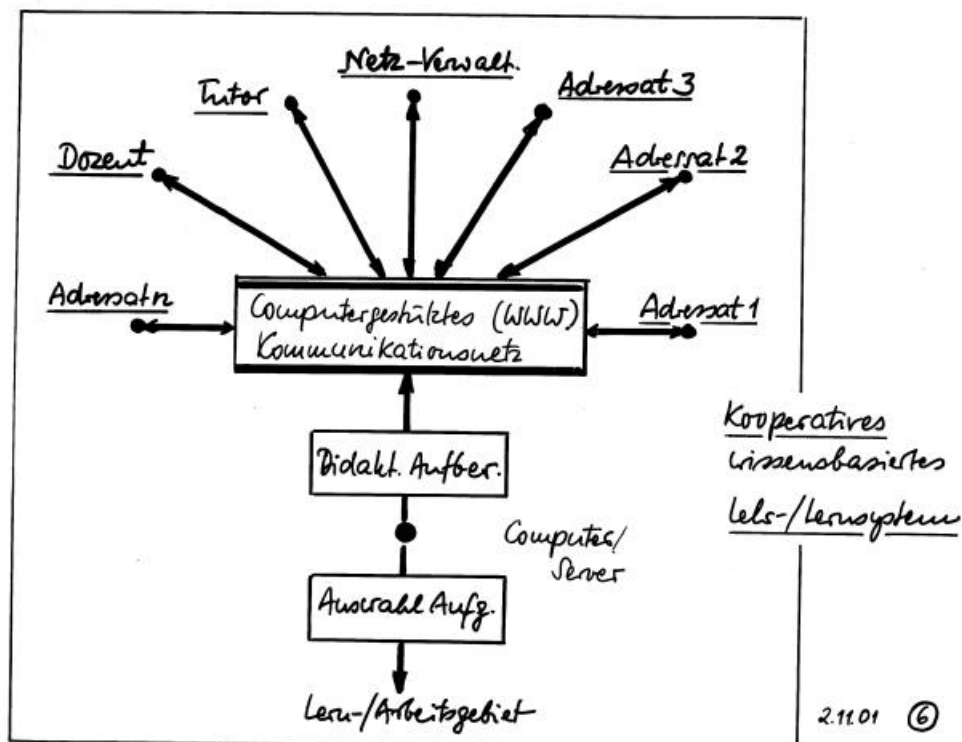 Netz-Verwalt.
Tutor
Adressat 3
Dozent
Adressat 2
Adressat n
Computergestütztes (WWW)
Kommunikationsnetz
Adressat 1
Didakt. Aufber.
Kooperatives
wissensbasiertes
Lehr-/Lernsystem
Computer/
Server
Auswahl Aufg.
Lern-/Arbeitsgebiet
2.11.01 6